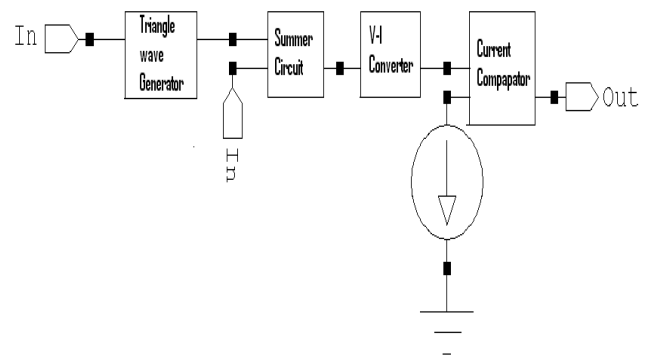 In
Triangle
wave
Generator
Summer
Circuit
V-I
Converter
Current
Compapator
Out
In